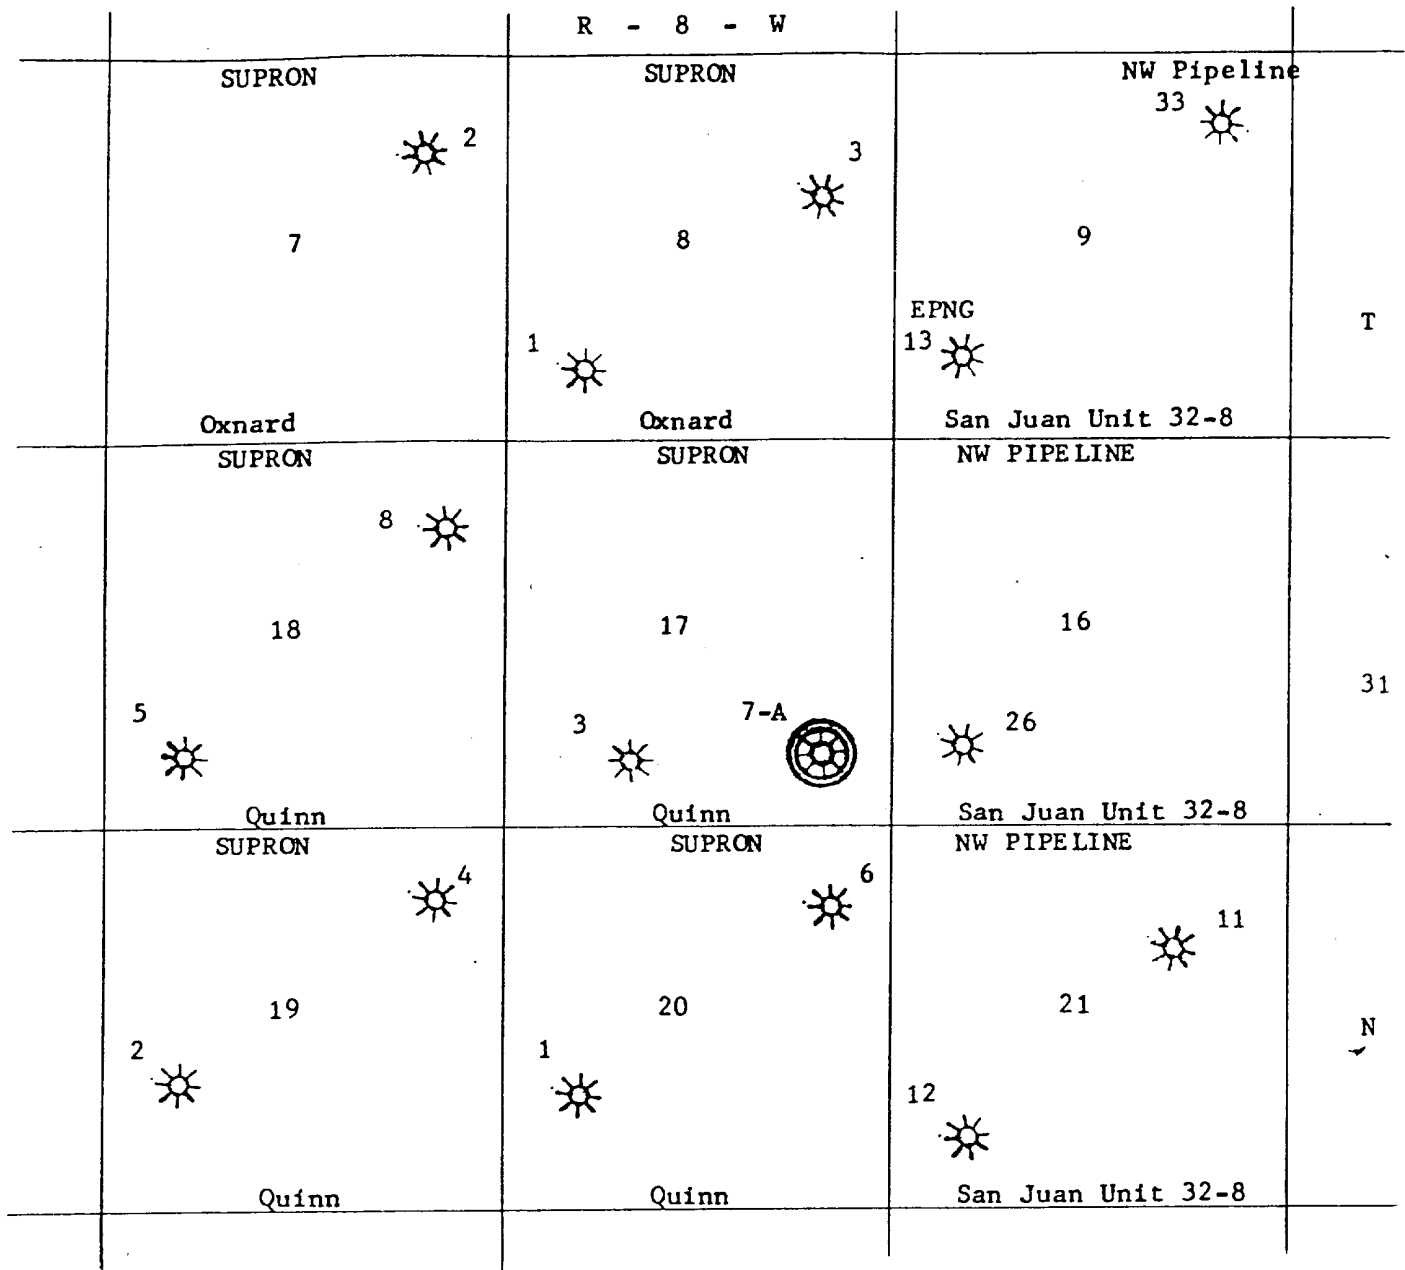 R - 8 - W
SUPRON
SUPRON
NW Pipeline
33
2
3
7
8
9
EPNG
13
1
T
Oxnard
Oxnard
San Juan Unit 32-8
SUPRON
SUPRON
NW PIPELINE
8
18
17
16
31
5
3
7-A
26
Quinn
Quinn
San Juan Unit 32-8
SUPRON
SUPRON
NW PIPELINE
4
6
11
19
20
21
N
2
1
12
Quinn
Quinn
San Juan Unit 32-8